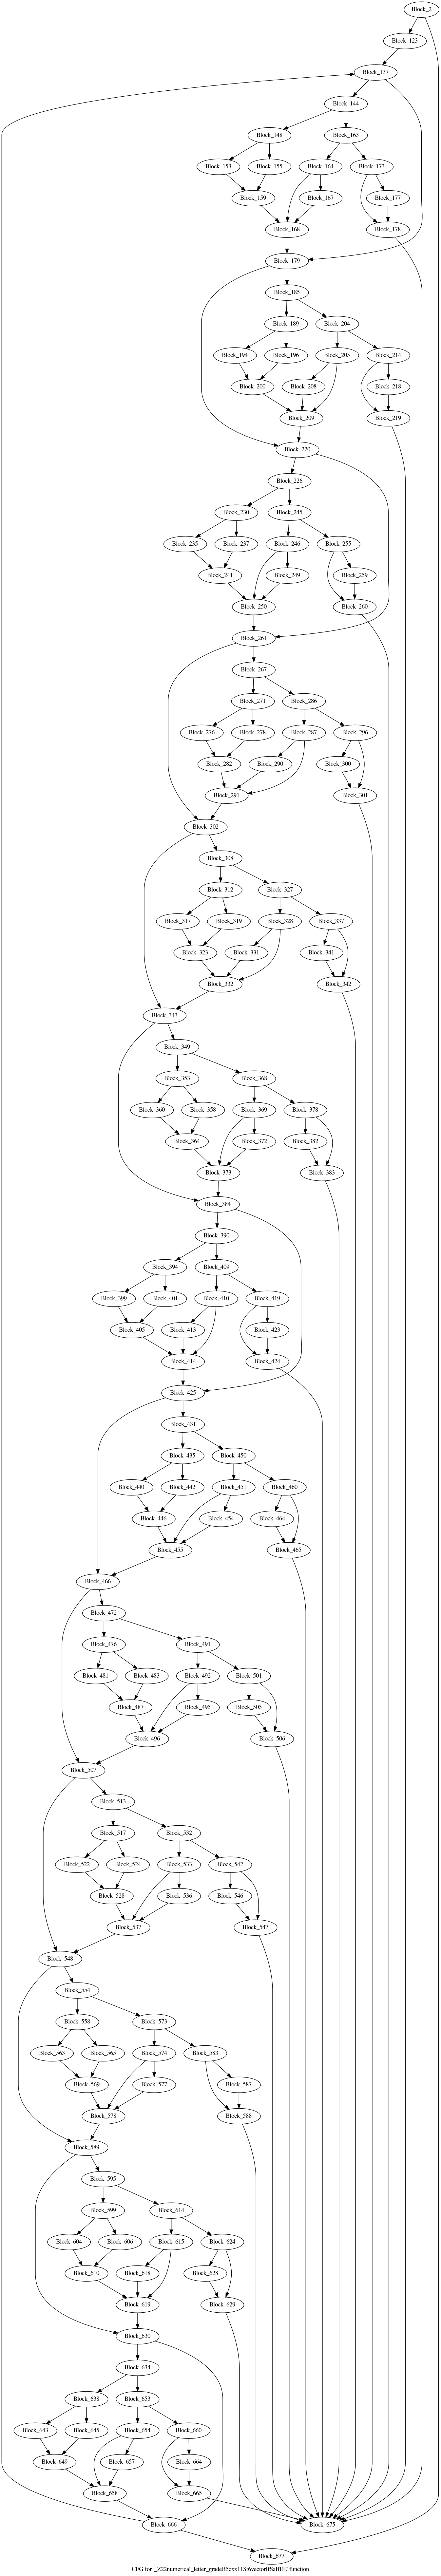 Block_2
Block_123
Block_137
Block_144
Block_148 Block_163
Block_153 Block_155 Block_164 Block_173
Block_159 Block_167 Block_177
Block_168 Block_178
Block_179
Block_185
Block_189 Block_204
Block_194 Block_196 Block_205 Block_214
Block_200 Block_208 Block_218
Block_209 Block_219
Block_220
Block_226
Block_230 Block_245
Block_235 Block_237 Block_246 Block_255
Block_241 Block_249 Block_259
Block_250 Block_260
Block_261
Block_267
Block_271 Block_286
Block_276 Block_278 Block_287 Block_296
Block_282 Block_290 Block_300
Block_291 Block_301
Block_302
Block_308
Block_312 Block_327
Block_317 Block_319 Block_328 Block_337
Block_323 Block_331 Block_341
Block_332 Block_342
Block_343
Block_349
Block_353 Block_368
Block_360 Block_358 Block_369 Block_378
Block_364 Block_372 Block_382
Block_373 Block_383
Block_384
Block_390
Block_394 Block_409
Block_399 Block_401 Block_410 Block_419
Block_405 Block_413 Block_423
Block_414 Block_424
Block_425
Block_431
Block_435 Block_450
Block_440 Block_442 Block_451 Block_460
Block_446 Block_454 Block_464
Block_455 Block_465
Block_466
Block_472
Block_476 Block_491
Block_481 Block_483 Block_492 Block_501
Block_487 Block_495 Block_505
Block_496 Block_506
Block_507
Block_513
Block_517 Block_532
Block_522 Block_524 Block_533 Block_542
Block_528 Block_536 Block_546
Block_537 Block_547
Block_548
Block_554
Block_558 Block_573
Block_563 Block_565 Block_574 Block_583
Block_569 Block_577 Block_587
Block_578 Block_588
Block_589
Block_595
Block_599 Block_614
Block_604 Block_606 Block_615 Block_624
Block_610 Block_618 Block_628
Block_619 Block_629
Block_630
Block_634
Block_638 Block_653
Block_643 Block_645 Block_654 Block_660
Block_649 Block_657 Block_664
Block_658 Block_665
Block_666 Block_675
Block_677
CFG for '_Z22numerical_letter_gradeB5cxx11St6vectorIfSaIfEE' function